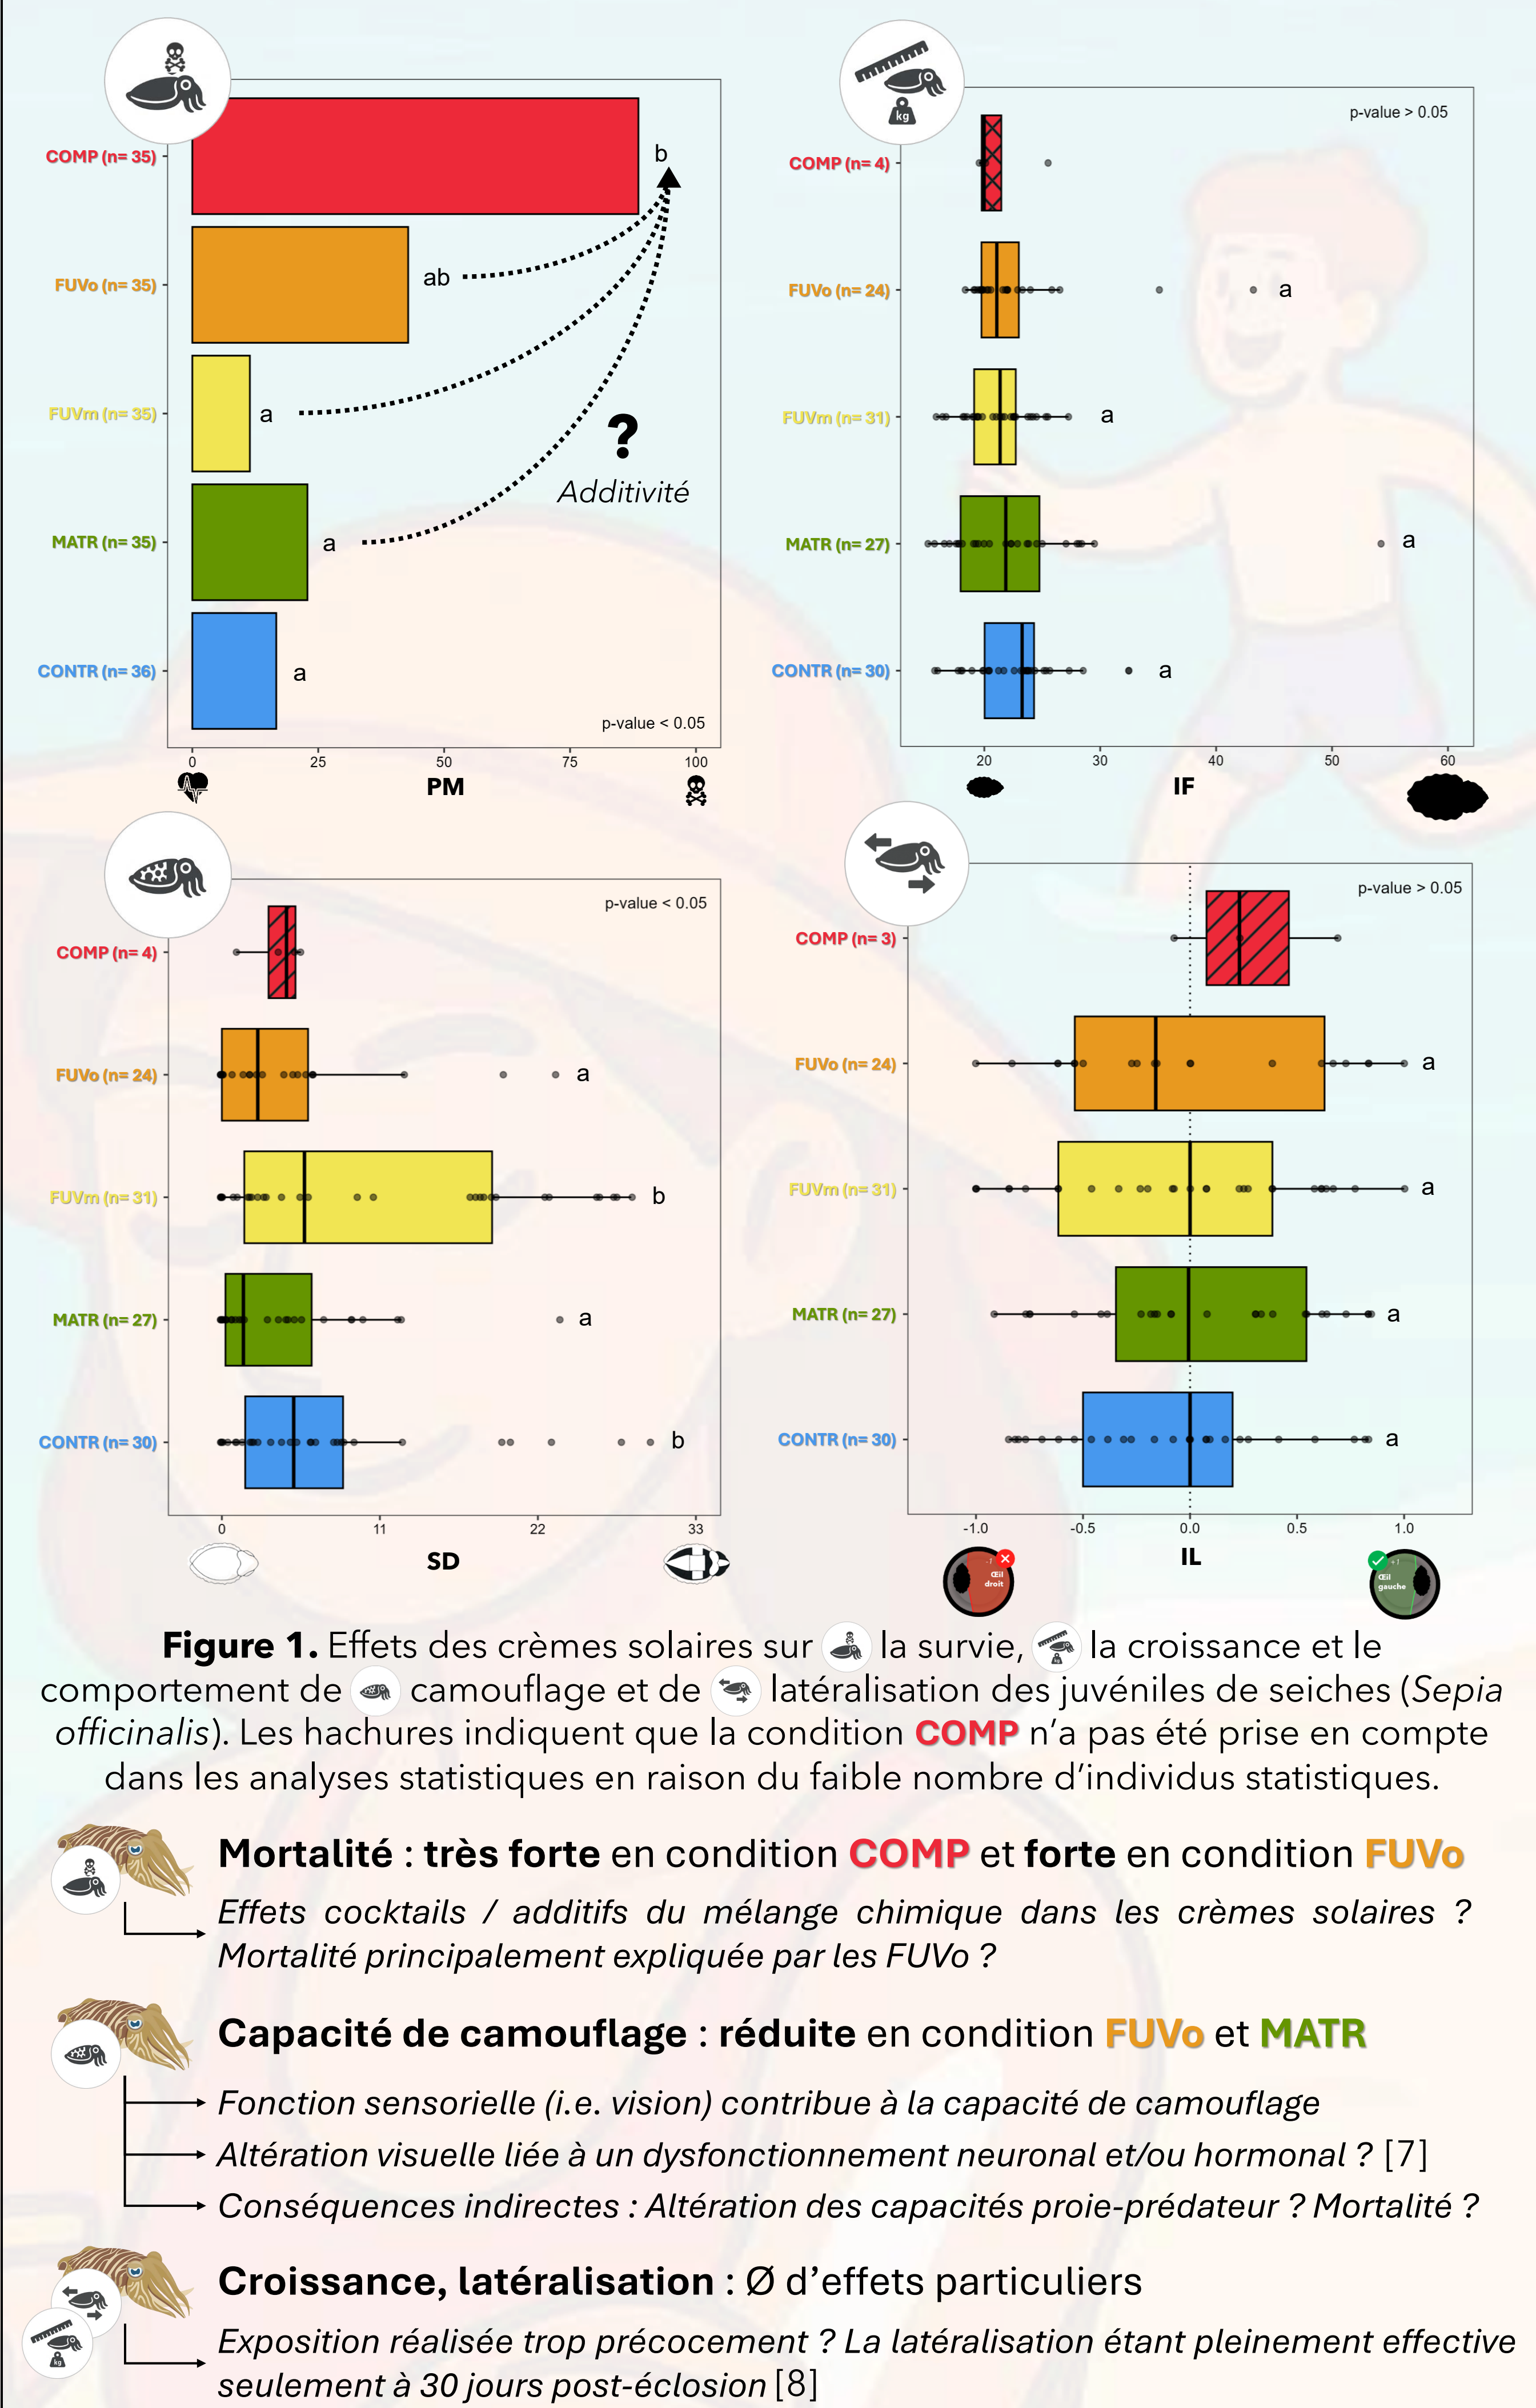 COMP (n= 35)
b
FUVo (n= 35)
ab
FUVm (n= 35)
a
?
Additivité
MATR (n= 35)
a
CONTR (n= 36)
a
p-value < 0.05
0 25 50 75 100
PM
kg
p-value > 0.05
COMP (n= 4)
FUVo (n= 24)
a
FUVm (n= 31)
a
MATR (n= 27)
a
CONTR (n= 30)
a
20 30 40 50 60
IF
p-value < 0.05
COMP (n= 4)
FUVo (n= 24)
a
FUVm (n= 31)
b
MATR (n= 27)
a
CONTR (n= 30)
b
0 11 22 33
SD
p-value > 0.05
COMP (n= 3)
FUVo (n= 24)
a
FUVm (n= 31)
a
MATR (n= 27)
a
CONTR (n= 30)
a
-1.0 -0.5 0.0 0.5 1.0
IL
-1
Œil
droit
+1
Œil
gauche
Figure 1. Effets des crèmes solaires sur la survie, la croissance et le
comportement de camouflage et de latéralisation des juvéniles de seiches (Sepia
officinalis). Les hachures indiquent que la condition COMP n'a pas été prise en compte
dans les analyses statistiques en raison du faible nombre d'individus statistiques.
Mortalité : très forte en condition COMP et forte en condition FUVo
Effets cocktails / additifs du mélange chimique dans les crèmes solaires ?
Mortalité principalement expliquée par les FUVo ?
Capacité de camouflage : réduite en condition FUVo et MATR
Fonction sensorielle (i.e. vision) contribue à la capacité de camouflage
Altération visuelle liée à un dysfonctionnement neuronal et/ou hormonal ? [7]
Conséquences indirectes : Altération des capacités proie-prédateur ? Mortalité ?
Croissance, latéralisation : Ø d'effets particuliers
kg
Exposition réalisée trop précocement ? La latéralisation étant pleinement effective
seulement à 30 jours post-éclosion [8]